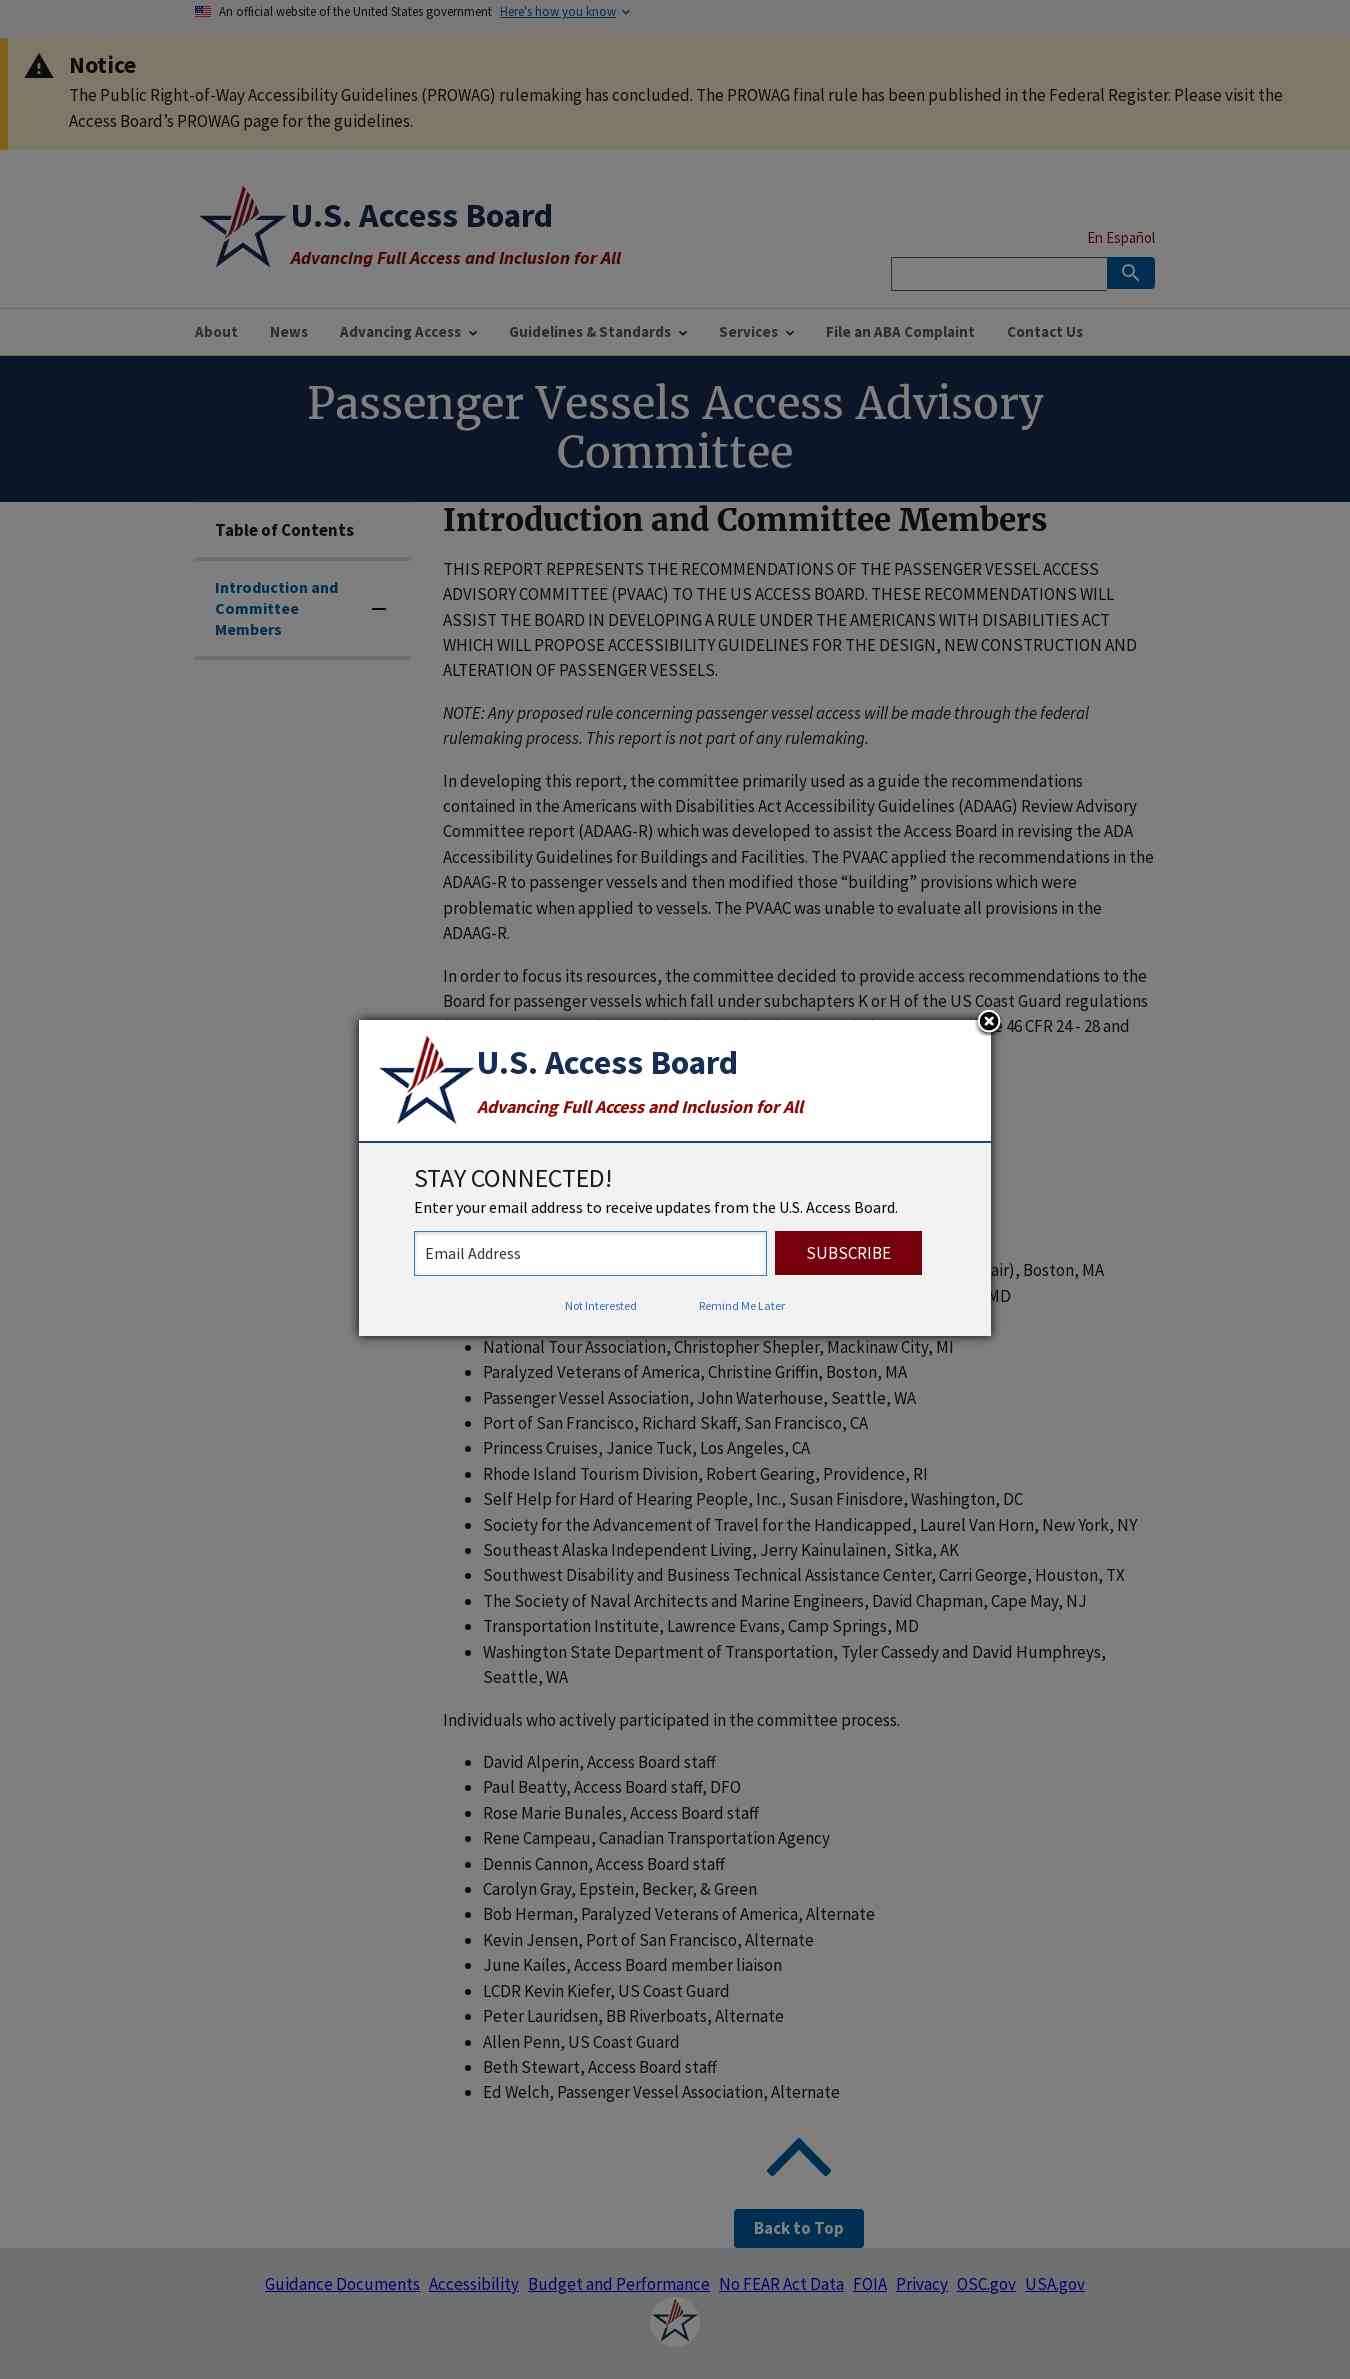 An official website of the United States government Here's how you know
Notice
The Public Right-of-Way Accessibility Guidelines (PROWAG) rulemaking has concluded. The PROWAG final rule has been published in the Federal Register. Please visit the
Access Board’s PROWAG page for the guidelines.
U.S. Access Board
Advancing Full Access and Inclusion for All
En Español
About News Advancing Access Guidelines & Standards Services File an ABA Complaint Contact Us
Passenger Vessels Access Advisory
Committee
Table of Contents
Introduction and
Committee
Members
Introduction and Committee Members
THIS REPORT REPRESENTS THE RECOMMENDATIONS OF THE PASSENGER VESSEL ACCESS
ADVISORY COMMITTEE (PVAAC) TO THE US ACCESS BOARD. THESE RECOMMENDATIONS WILL
ASSIST THE BOARD IN DEVELOPING A RULE UNDER THE AMERICANS WITH DISABILITIES ACT
WHICH WILL PROPOSE ACCESSIBILITY GUIDELINES FOR THE DESIGN, NEW CONSTRUCTION AND
ALTERATION OF PASSENGER VESSELS.
NOTE: Any proposed rule concerning passenger vessel access will be made through the federal
rulemaking process. This report is not part of any rulemaking.
In developing this report, the committee primarily used as a guide the recommendations
contained in the Americans with Disabilities Act Accessibility Guidelines (ADAAG) Review Advisory
Committee report (ADAAG-R) which was developed to assist the Access Board in revising the ADA
Accessibility Guidelines for Buildings and Facilities. The PVAAC applied the recommendations in the
ADAAG-R to passenger vessels and then modified those “building” provisions which were
problematic when applied to vessels. The PVAAC was unable to evaluate all provisions in the
ADAAG-R.
In order to focus its resources, the committee decided to provide access recommendations to the
Board for passenger vessels which fall under subchapters K or H of the US Coast Guard regulations
46 CFR 24 - 28 and
U.S. Access Board
Advancing Full Access and Inclusion for All
STAY CONNECTED!
Enter your email address to receive updates from the U.S. Access Board.
Email Address
SUBSCRIBE
Not Interested Remind Me Later
air), Boston, MA
MD
National Tour Association, Christopher Shepler, Mackinaw City, MI
Paralyzed Veterans of America, Christine Griffin, Boston, MA
Passenger Vessel Association, John Waterhouse, Seattle, WA
Port of San Francisco, Richard Skaff, San Francisco, CA
Princess Cruises, Janice Tuck, Los Angeles, CA
Rhode Island Tourism Division, Robert Gearing, Providence, RI
Self Help for Hard of Hearing People, Inc., Susan Finisdore, Washington, DC
Society for the Advancement of Travel for the Handicapped, Laurel Van Horn, New York, NY
Southeast Alaska Independent Living, Jerry Kainulainen, Sitka, AK
Southwest Disability and Business Technical Assistance Center, Carri George, Houston, TX
The Society of Naval Architects and Marine Engineers, David Chapman, Cape May, NJ
Transportation Institute, Lawrence Evans, Camp Springs, MD
Washington State Department of Transportation, Tyler Cassedy and David Humphreys,
Seattle, WA
Individuals who actively participated in the committee process.
David Alperin, Access Board staff
Paul Beatty, Access Board staff, DFO
Rose Marie Bunales, Access Board staff
Rene Campeau, Canadian Transportation Agency
Dennis Cannon, Access Board staff
Carolyn Gray, Epstein, Becker, & Green
Bob Herman, Paralyzed Veterans of America, Alternate
Kevin Jensen, Port of San Francisco, Alternate
June Kailes, Access Board member liaison
LCDR Kevin Kiefer, US Coast Guard
Peter Lauridsen, BB Riverboats, Alternate
Allen Penn, US Coast Guard
Beth Stewart, Access Board staff
Ed Welch, Passenger Vessel Association, Alternate
Back to Top
Guidance Documents Accessibility Budget and Performance No FEAR Act Data FOIA Privacy OSC.gov USA.gov